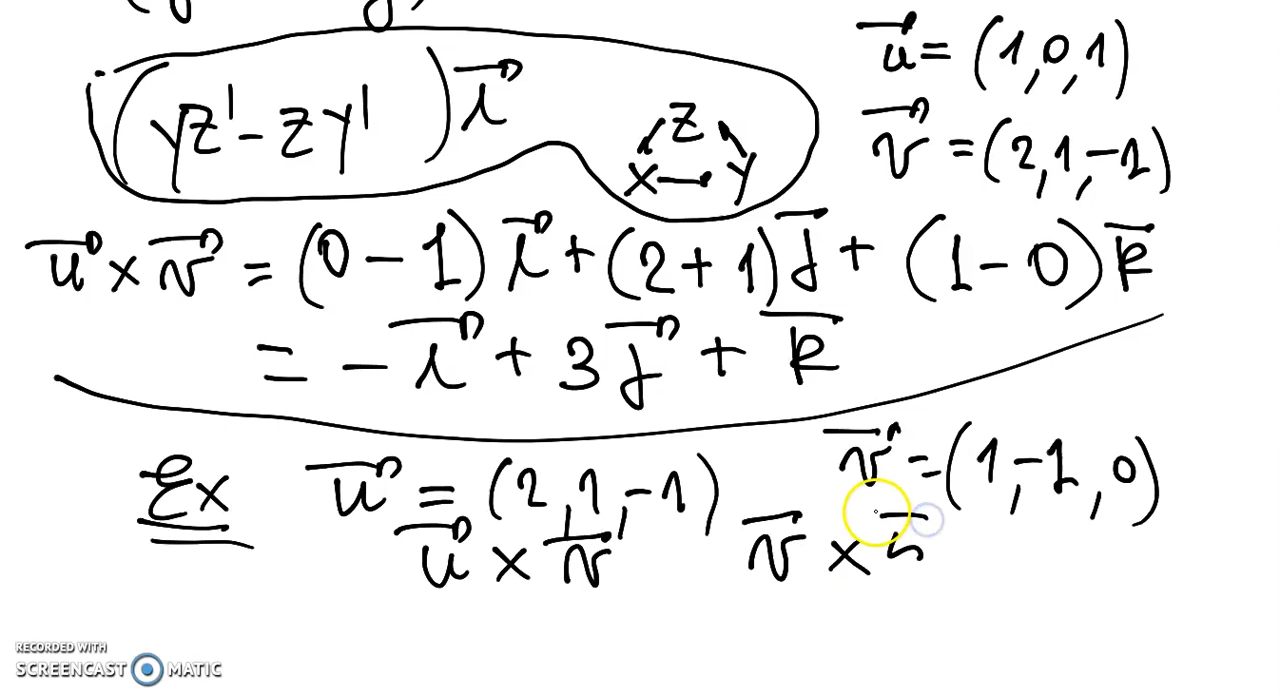 (yz' - zy') i⃗
z
x → y
u⃗ = (1, 0, 1)
v⃗ = (2, 1, -1)
u⃗ × v⃗ = (0 - 1) i⃗ + (2 + 1) j⃗ + (1 - 0) k⃗
= - i⃗ + 3 j⃗ + k⃗
Ex u⃗ = (2, 1, -1) v⃗ = (1, -1, 0)
u⃗ × v⃗ v⃗ ×
RECORDED WITH
SCREENCAST MATIC